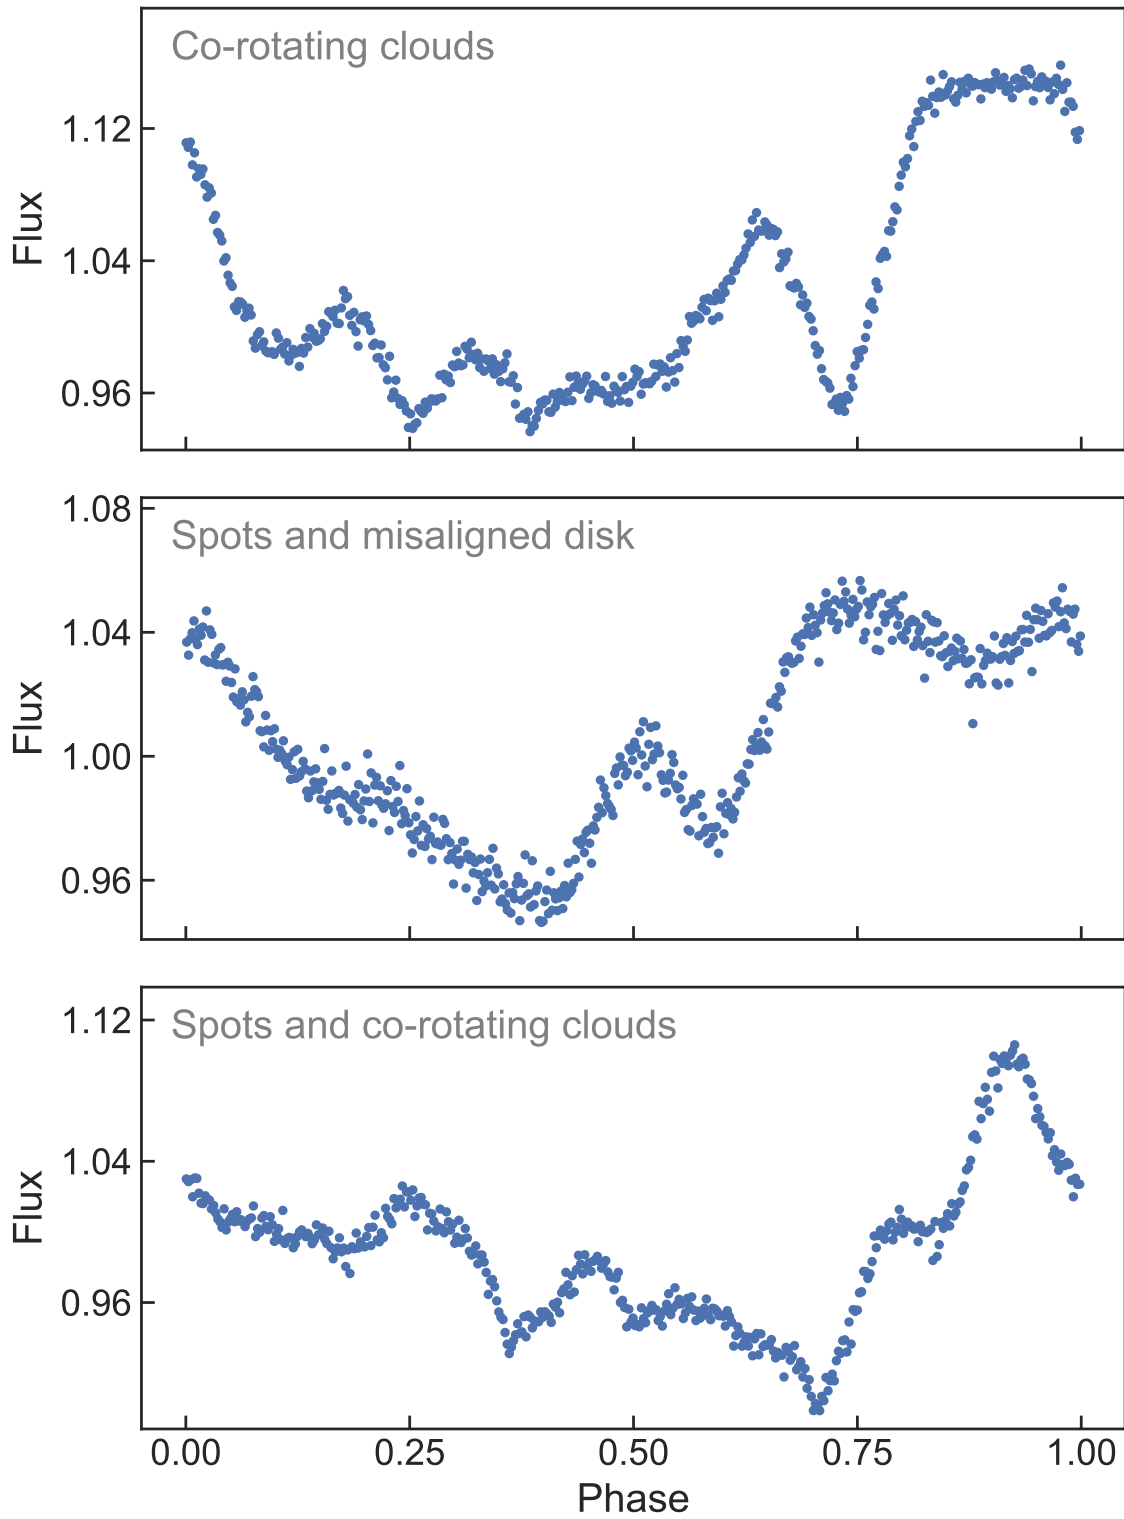 Co-rotating clouds
1.12
1.04
0.96
Flux
Spots and misaligned disk
1.08
1.04
1.00
0.96
Flux
Spots and co-rotating clouds
1.12
1.04
0.96
Flux
0.00 0.25 0.50 0.75 1.00
Phase